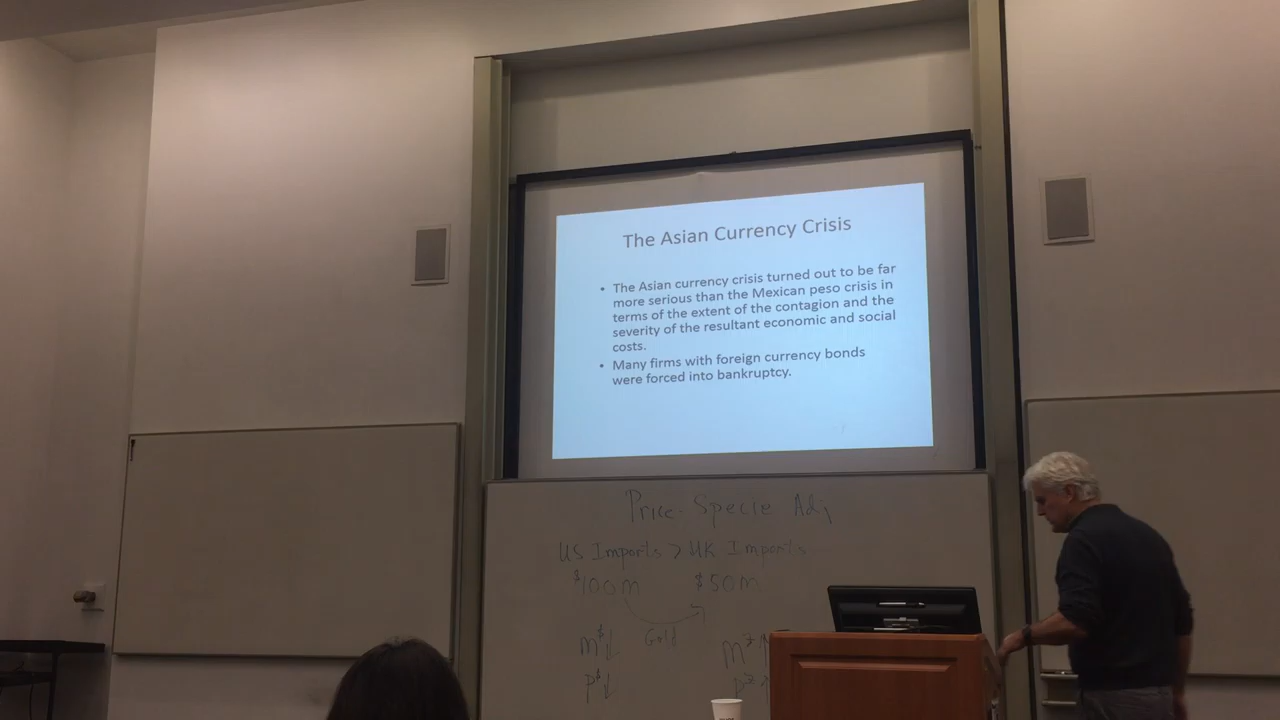 The Asian Currency Crisis
• The Asian currency crisis turned out to be far
more serious than the Mexican peso crisis in
terms of the extent of the contagion and the
severity of the resultant economic and social
costs.
• Many firms with foreign currency bonds
were forced into bankruptcy.
Price-Specie Adj
US Imports > UK Imports
$100m $50m
Gold
M$↓
P$↓